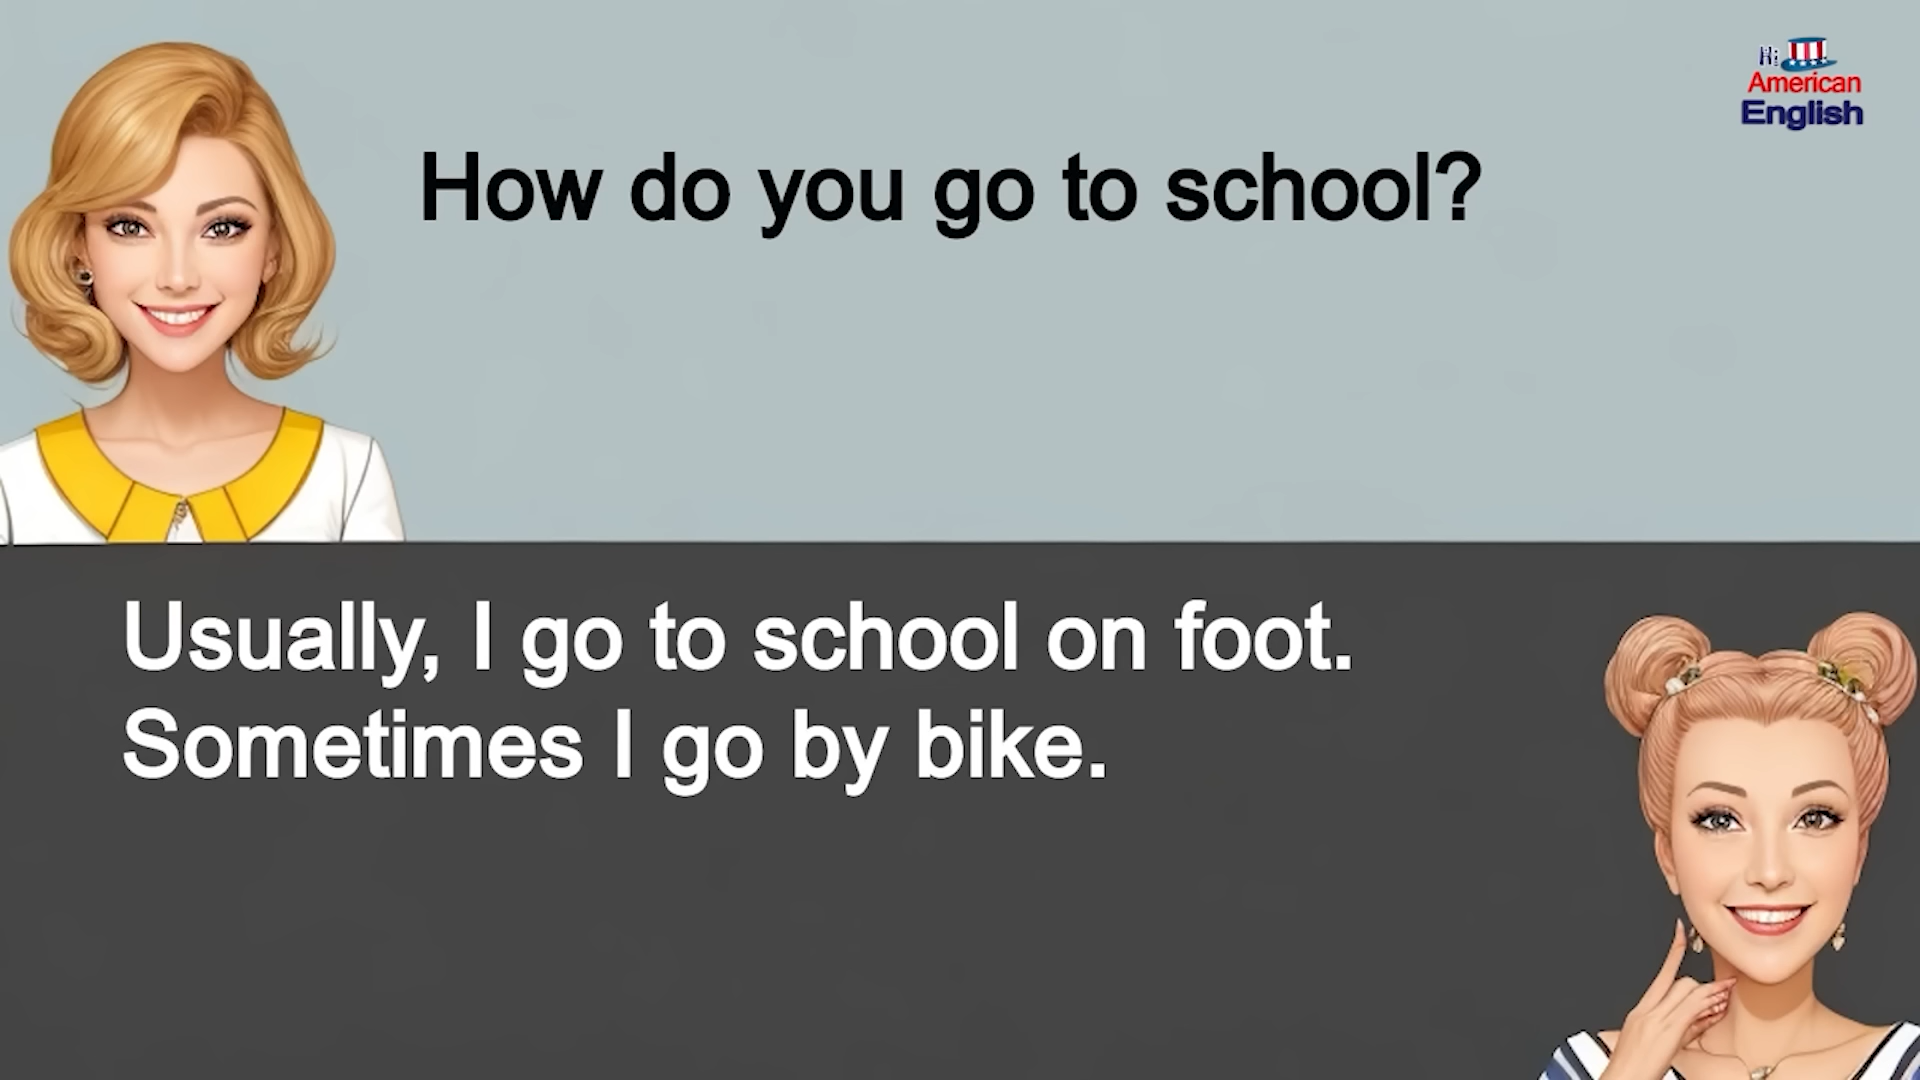 Hi
American
English
How do you go to school?
Usually, I go to school on foot.
Sometimes I go by bike.